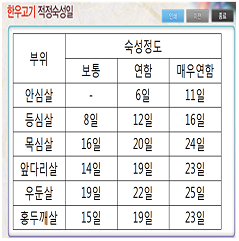 한우고기 적정숙성일
인쇄 이전 종료
부위 숙성정도
보통 연함 매우연함
안심살 - 6일 11일
등심살 8일 12일 16일
목심살 16일 20일 24일
앞다리살 14일 19일 23일
우둔살 19일 22일 25일
홍두깨살 15일 19일 23일